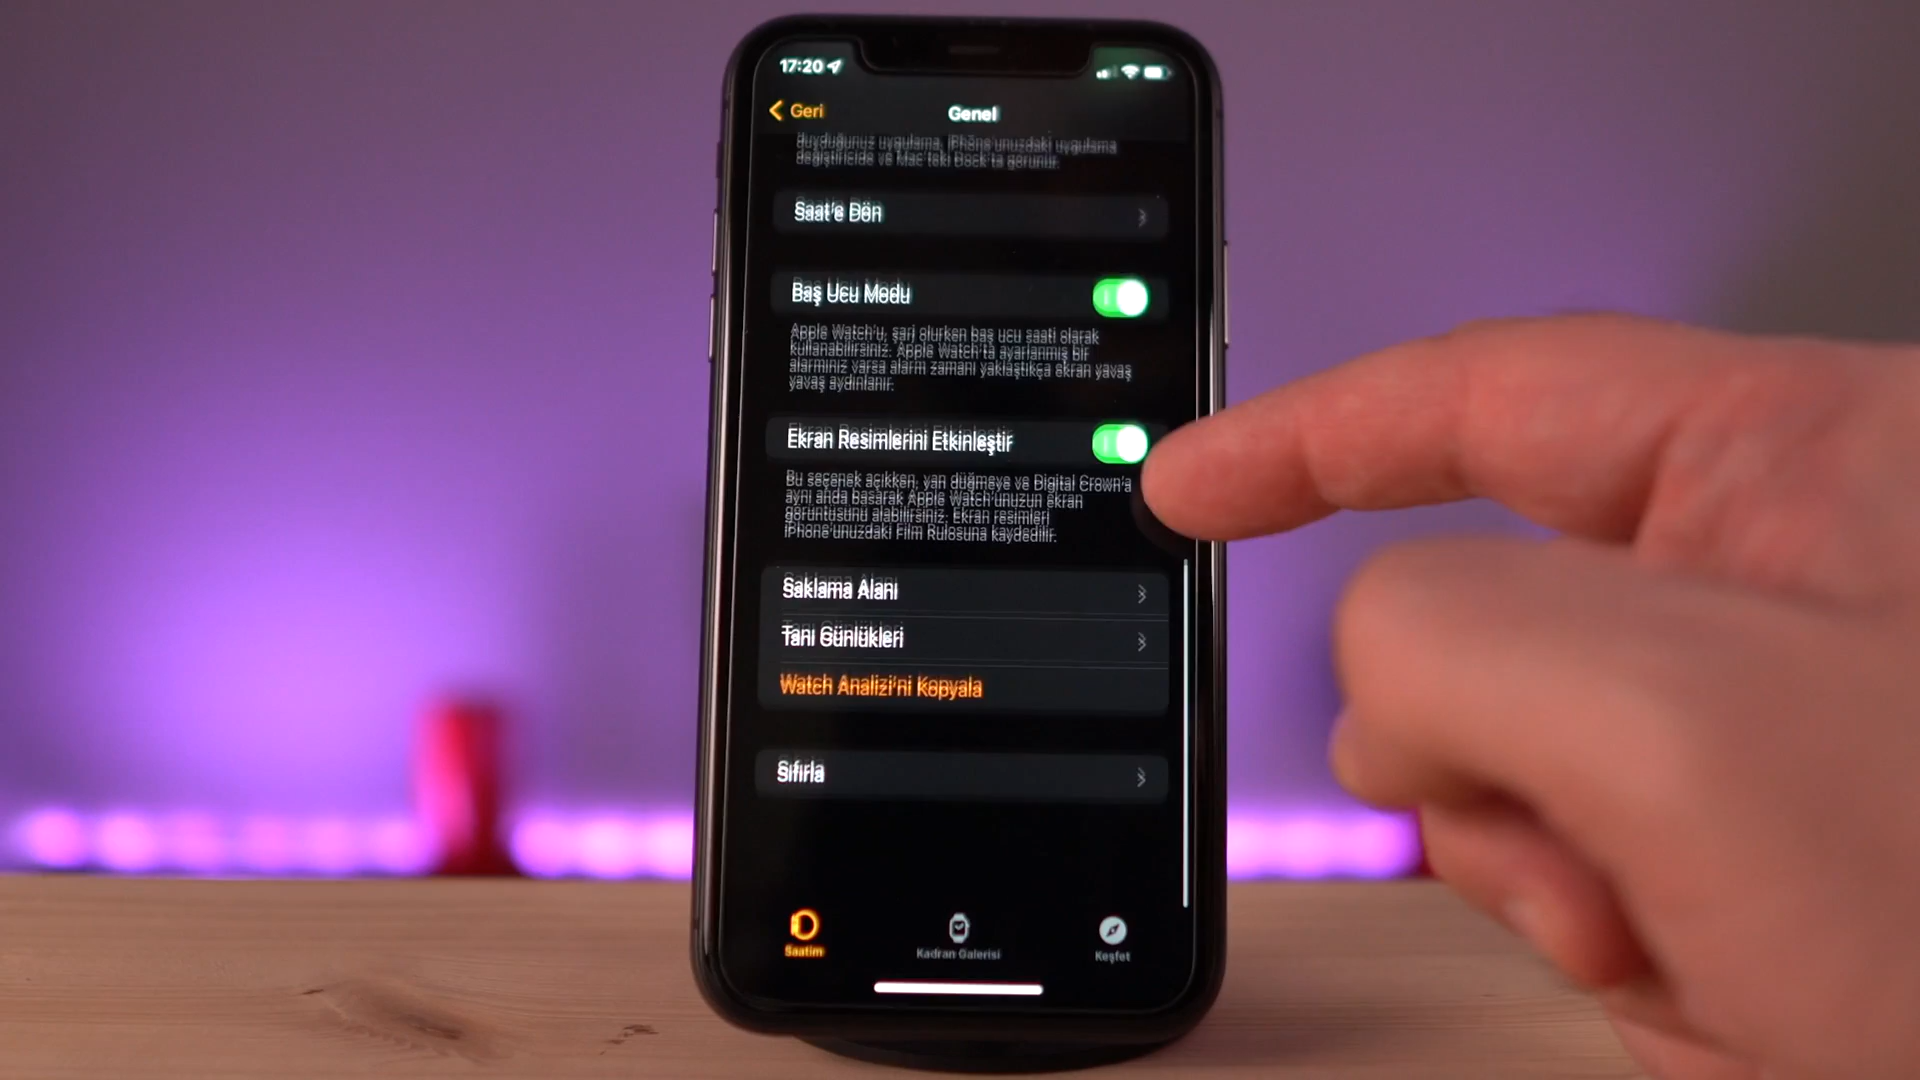 17:20
Geri
Genel
duyduğunuz uygulama, iPhone'unuzdaki uygulama
değiştiricide ve Mac'teki Dock'ta görünür.
Saat'e Dön
Baş Ucu Modu
Apple Watch'u, şarj olurken baş ucu saati olarak
kullanabilirsiniz. Apple Watch'ta ayarlanmış bir
alarmınız varsa alarm zamanı yaklaştıkça ekran yavaş
yavaş aydınlanır.
Ekran Resimlerini Etkinleştir
Bu seçenek açıkken, yan düğmeye ve Digital Crown'a
aynı anda basarak Apple Watch'unuzun ekran
görüntüsünü alabilirsiniz. Ekran resimleri
iPhone'unuzdaki Film Rulosuna kaydedilir.
Saklama Alanı
Tanı Günlükleri
Watch Analizi'ni Kopyala
Sıfırla
Saatim
Kadran Galerisi
Keşfet